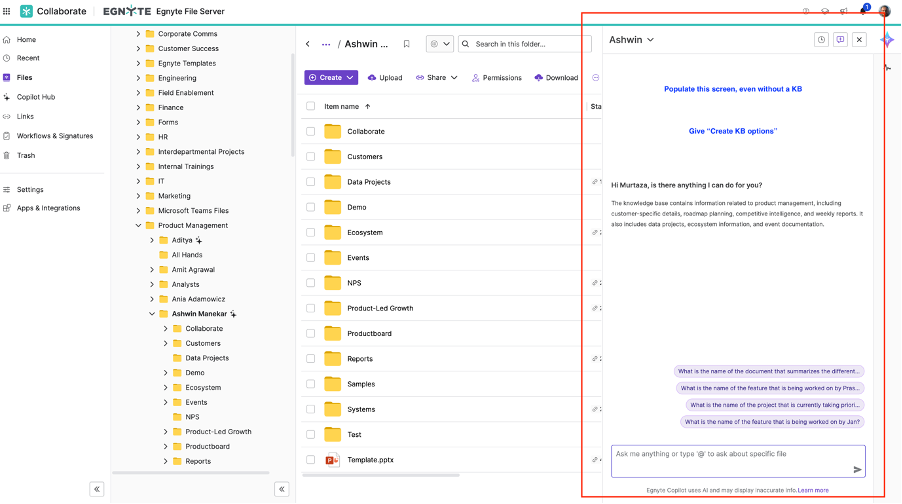 Collaborate
EGNYTE Egnyte File Server
1
Home
Recent
Files
Copilot Hub
Links
Workflows & Signatures
Trash
Settings
Apps & Integrations
Corporate Comms
Customer Success
Egnyte Templates
Engineering
Field Enablement
Finance
Forms
HR
Interdepartmental Projects
Internal Trainings
IT
Marketing
Microsoft Teams Files
Product Management
Aditya
All Hands
Amit Agrawal
Analysts
Ania Adamowicz
Ashwin Manekar
Collaborate
Customers
Data Projects
Demo
Ecosystem
Events
NPS
Product-Led Growth
Productboard
Reports
... / Ashwin ...
Search in this folder...
Create
Upload
Share
Permissions
Download
Item name
Sta
Collaborate
Customers
Data Projects
Demo
Ecosystem
Events
NPS
Product-Led Growth
Productboard
Reports
Samples
Systems
Test
Template.pptx
Ashwin
Populate this screen, even without a KB
Give “Create KB options”
Hi Murtaza, is there anything I can do for you?
The knowledge base contains information related to product management, including
customer-specific details, roadmap planning, competitive intelligence, and weekly reports. It
also includes data projects, ecosystem information, and event documentation.
What is the name of the document that summarizes the different...
What is the name of the feature that is being worked on by Pras...
What is the name of the project that is currently taking priori...
What is the name of the feature that is being worked on by Jan?
Ask me anything or type '@' to ask about specific file
Egnyte Copilot uses AI and may display inaccurate info. Learn more